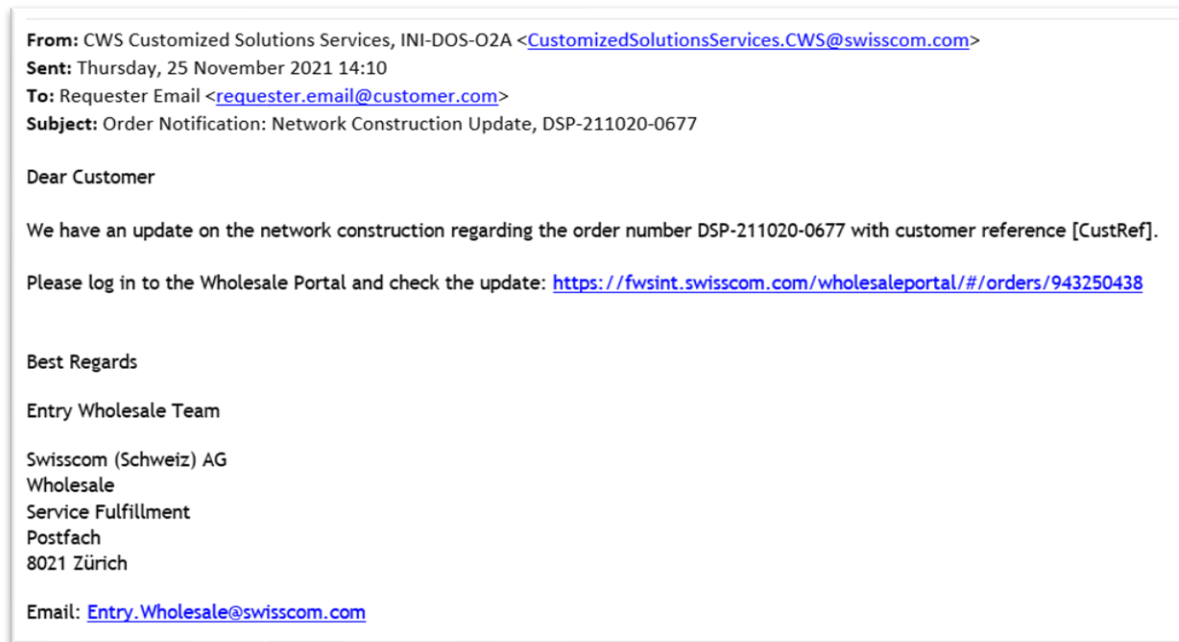 From: CWS Customized Solutions Services, INI-DOS-O2A <CustomizedSolutionsServices.CWS@swisscom.com>
Sent: Thursday, 25 November 2021 14:10
To: Requester Email <requester.email@customer.com>
Subject: Order Notification: Network Construction Update, DSP-211020-0677
Dear Customer
We have an update on the network construction regarding the order number DSP-211020-0677 with customer reference [CustRef].
Please log in to the Wholesale Portal and check the update: https://fwsint.swisscom.com/wholesaleportal/#/orders/943250438
Best Regards
Entry Wholesale Team
Swisscom (Schweiz) AG
Wholesale
Service Fulfillment
Postfach
8021 Zürich
Email: Entry.Wholesale@swisscom.com